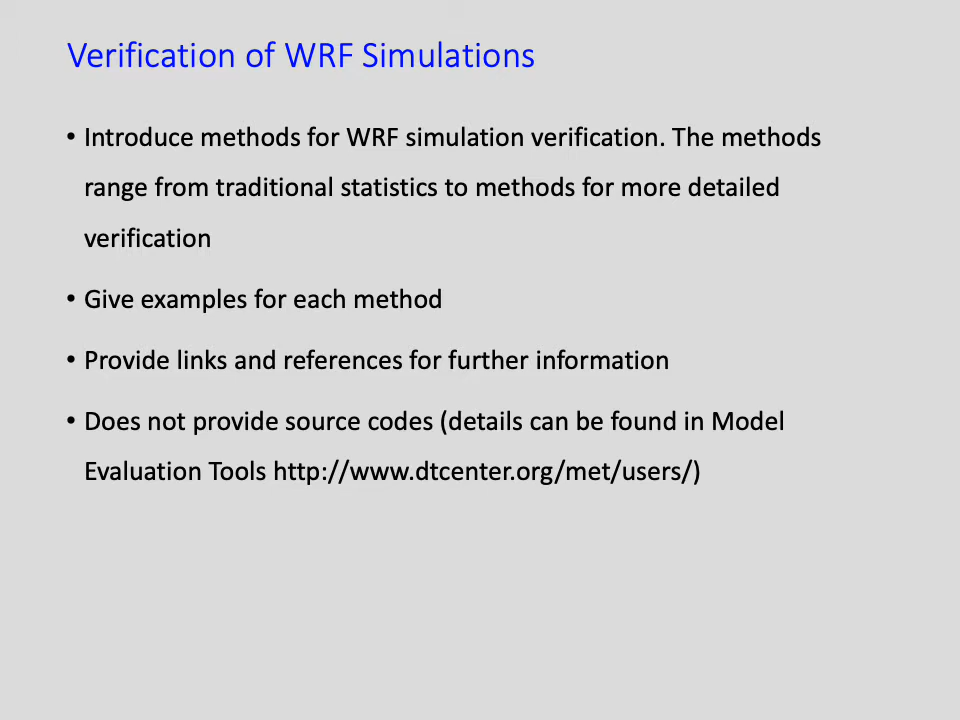 Verification of WRF Simulations
• Introduce methods for WRF simulation verification. The methods
range from traditional statistics to methods for more detailed
verification
• Give examples for each method
• Provide links and references for further information
• Does not provide source codes (details can be found in Model
Evaluation Tools http://www.dtcenter.org/met/users/)